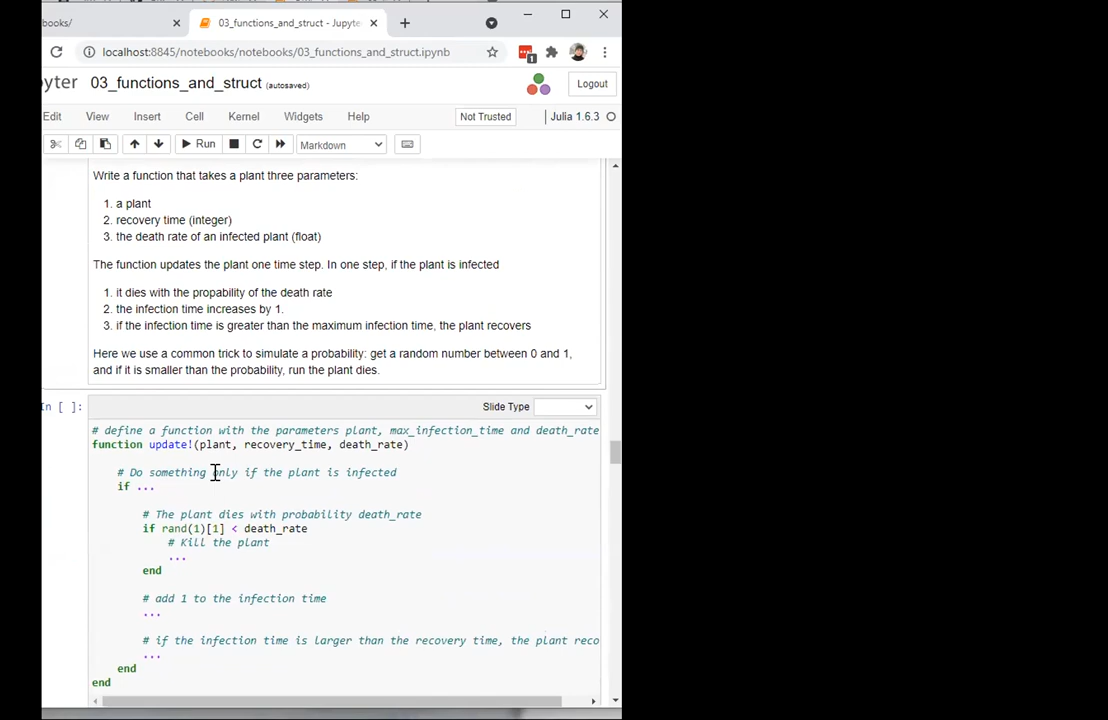 books/
03_functions_and_struct - Jupyte
localhost:8845/notebooks/notebooks/03_functions_and_struct.ipynb
1
yter 03_functions_and_struct (autosaved)
Logout
Edit View Insert Cell Kernel Widgets Help
Not Trusted
Julia 1.6.3
Run
Markdown
Write a function that takes a plant three parameters:
1. a plant
2. recovery time (integer)
3. the death rate of an infected plant (float)
The function updates the plant one time step. In one step, if the plant is infected
1. it dies with the propability of the death rate
2. the infection time increases by 1.
3. if the infection time is greater than the maximum infection time, the plant recovers
Here we use a common trick to simulate a probability: get a random number between 0 and 1,
and if it is smaller than the probability, run the plant dies.
In [ ]:
Slide Type
# define a function with the parameters plant, max_infection_time and death_rate
function update!(plant, recovery_time, death_rate)
# Do something only if the plant is infected
if ...
# The plant dies with probability death_rate
if rand(1)[1] < death_rate
# Kill the plant
...
end
# add 1 to the infection time
...
# if the infection time is larger than the recovery time, the plant reco
...
end
end